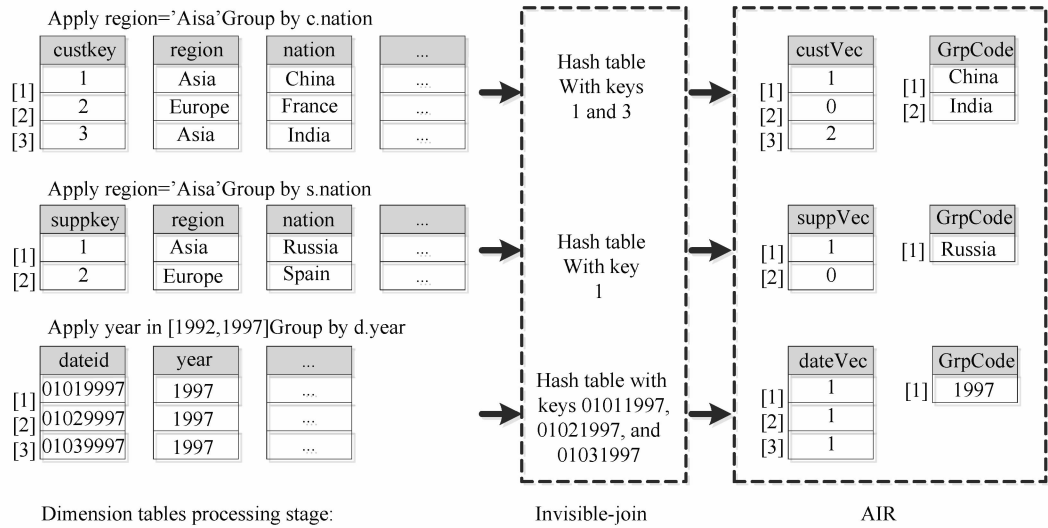 Apply region='Aisa'Group by c.nation
custkey region nation ... custVec GrpCode
[1] 1 Asia China ... Hash table [1] 1 [1] China
[2] 2 Europe France ... With keys [2] 0 [2] India
[3] 3 Asia India ... 1 and 3 [3] 2
Apply region='Aisa'Group by s.nation
suppkey region nation ... suppVec GrpCode
[1] 1 Asia Russia ... Hash table [1] 1 [1] Russia
[2] 2 Europe Spain ... With key [2] 0
1
Apply year in [1992,1997]Group by d.year
dateid year ... dateVec GrpCode
[1] 01019997 1997 ... Hash table with [1] 1 [1] 1997
[2] 01029997 1997 ... keys 01011997, [2] 1
[3] 01039997 1997 ... 01021997, and [3] 1
01031997
Dimension tables processing stage: Invisible-join AIR